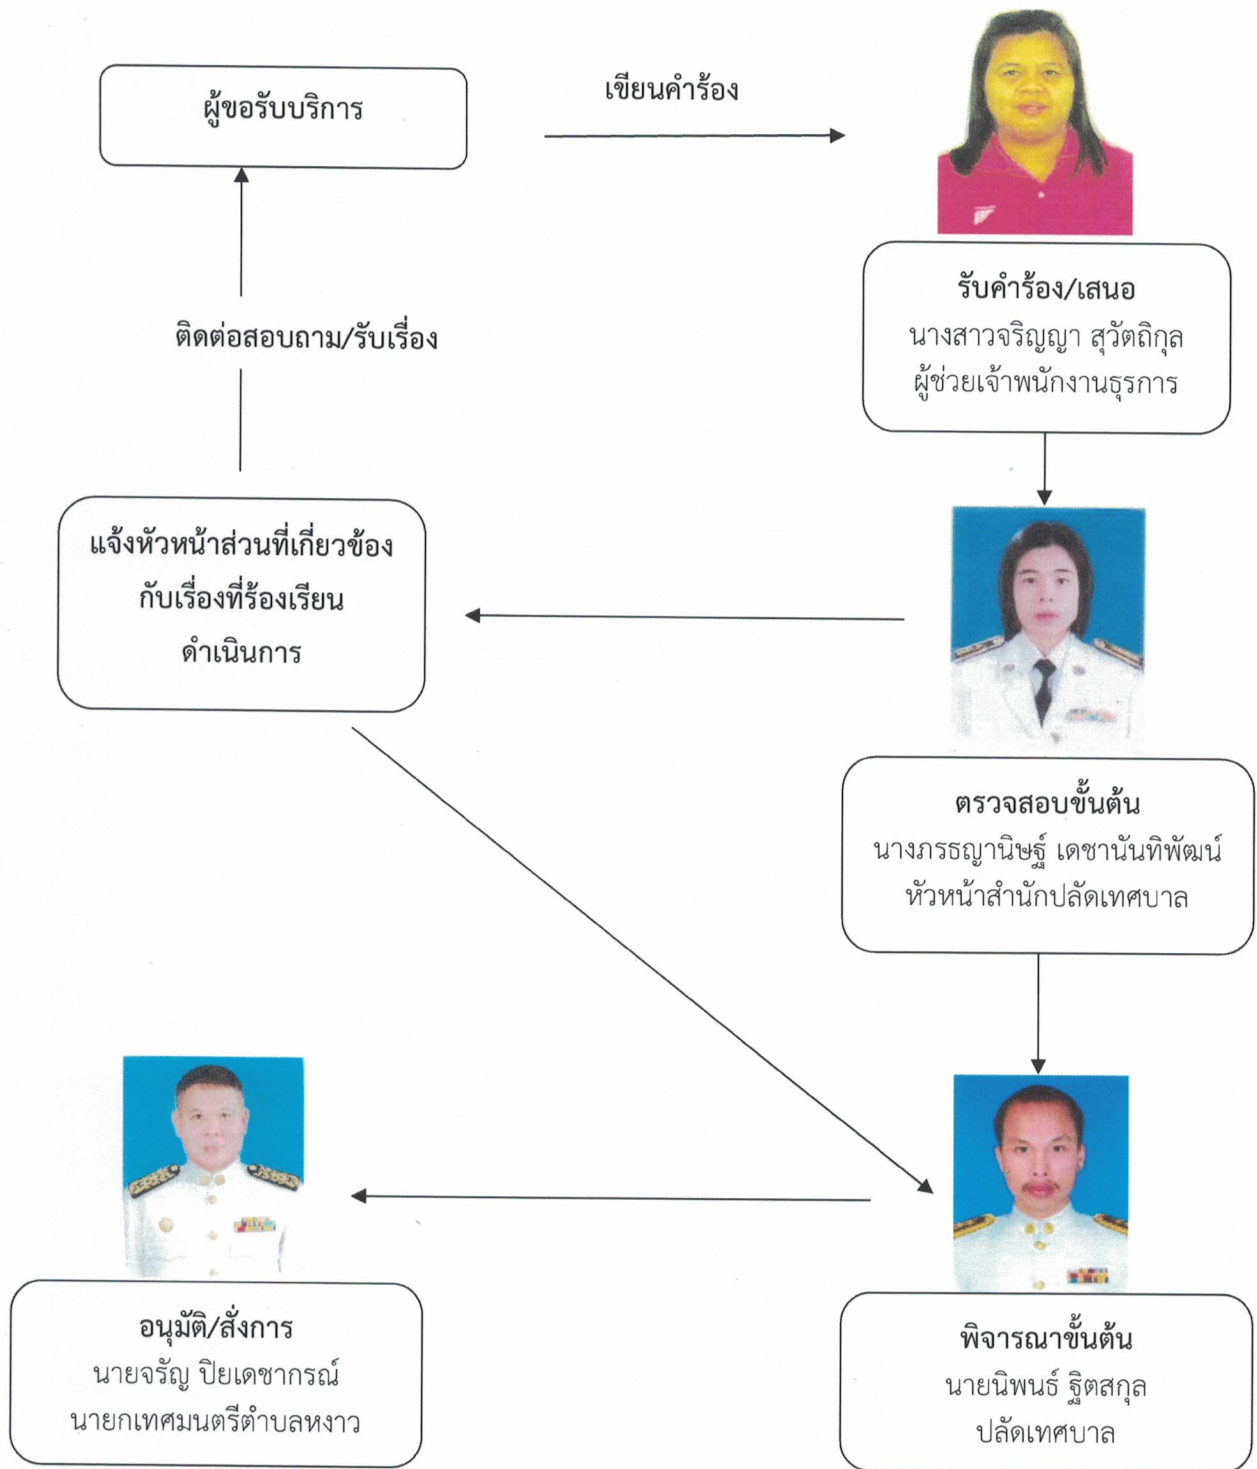 ผู้ขอรับบริการ
เขียนคำร้อง
รับคำร้อง/เสนอ
นางสาวจริญญา สุวัตถิกุล
ผู้ช่วยเจ้าพนักงานธุรการ
ติดต่อสอบถาม/รับเรื่อง
แจ้งหัวหน้าส่วนที่เกี่ยวข้อง
กับเรื่องที่ร้องเรียน
ดำเนินการ
ตรวจสอบขั้นต้น
นางภรธญานิษฐ์ เดชานันทิพัฒน์
หัวหน้าสำนักปลัดเทศบาล
อนุมัติ/สั่งการ
นายจรัญ ปิยเดชากรณ์
นายกเทศมนตรีตำบลหงาว
พิจารณาขั้นต้น
นายนิพนธ์ ฐิตสกุล
ปลัดเทศบาล